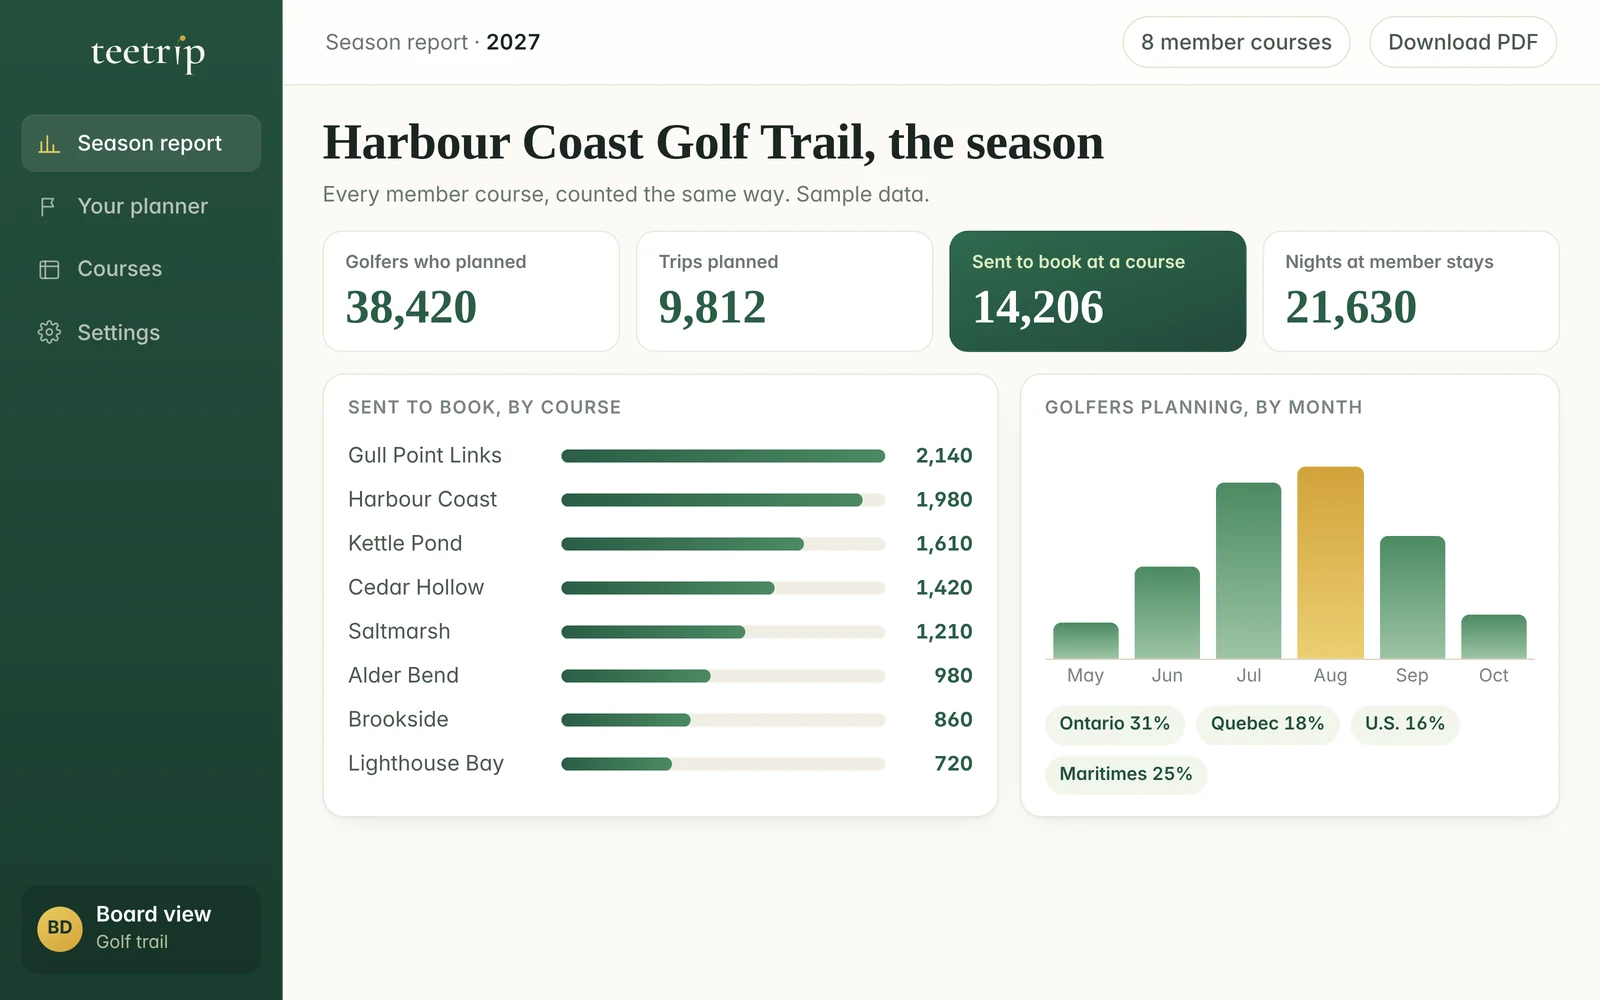 teetrip
Season report
Your planner
Courses
Settings
BD
Board view
Golf trail
Season report · 2027
8 member courses
Download PDF
Harbour Coast Golf Trail, the season
Every member course, counted the same way. Sample data.
Golfers who planned
38,420
Trips planned
9,812
Sent to book at a course
14,206
Nights at member stays
21,630
SENT TO BOOK, BY COURSE
Gull Point Links 2,140
Harbour Coast 1,980
Kettle Pond 1,610
Cedar Hollow 1,420
Saltmarsh 1,210
Alder Bend 980
Brookside 860
Lighthouse Bay 720
GOLFERS PLANNING, BY MONTH
May Jun Jul Aug Sep Oct
Ontario 31% Quebec 18% U.S. 16%
Maritimes 25%